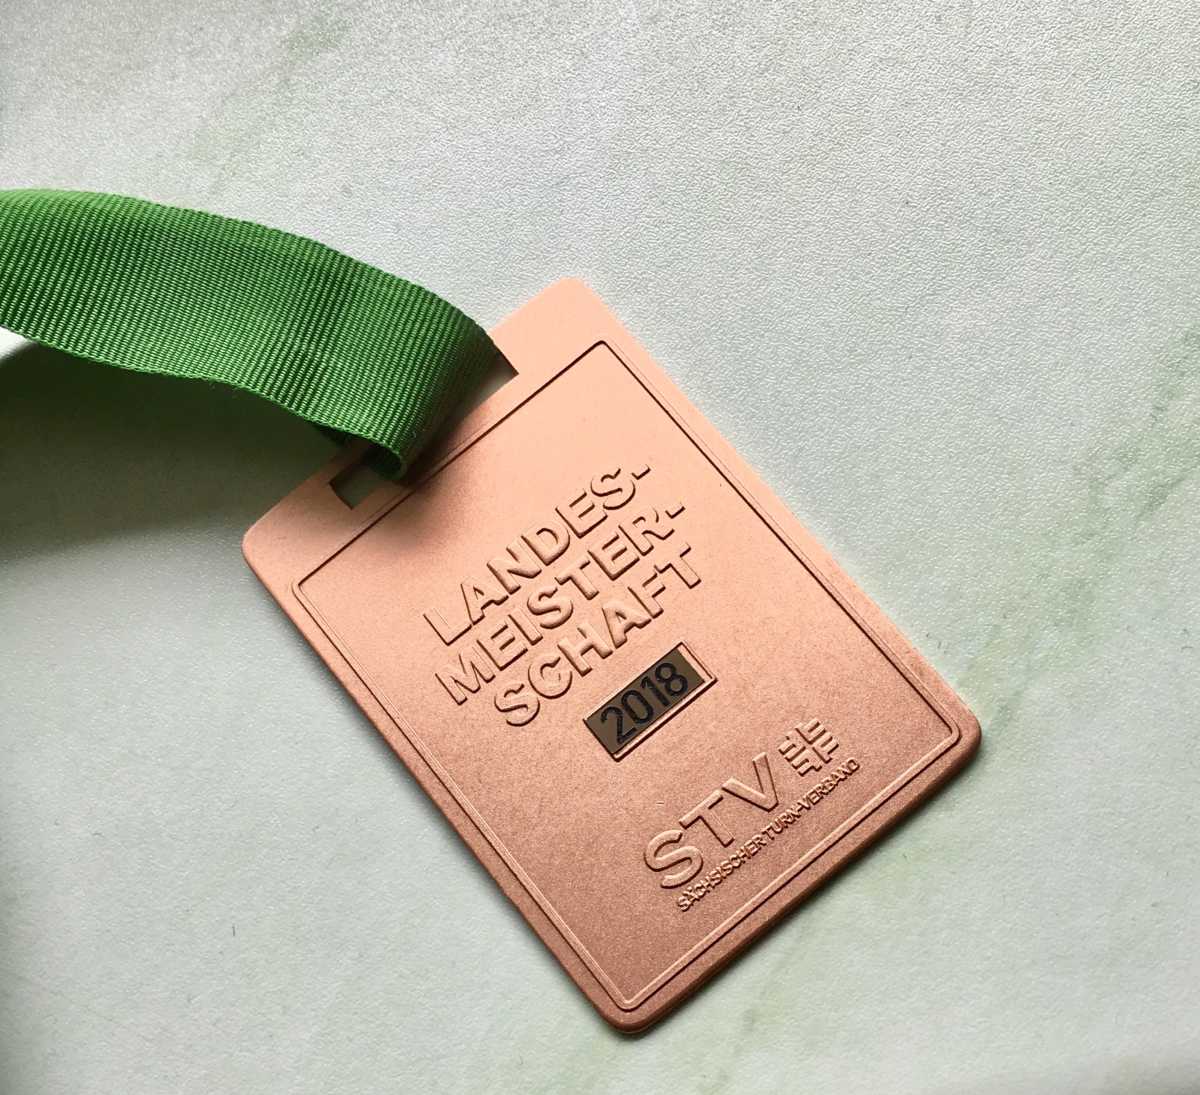 LANDES-
MEISTER-
SCHAFT
2018
STV
SÄCHSISCHER TURN-VERBAND